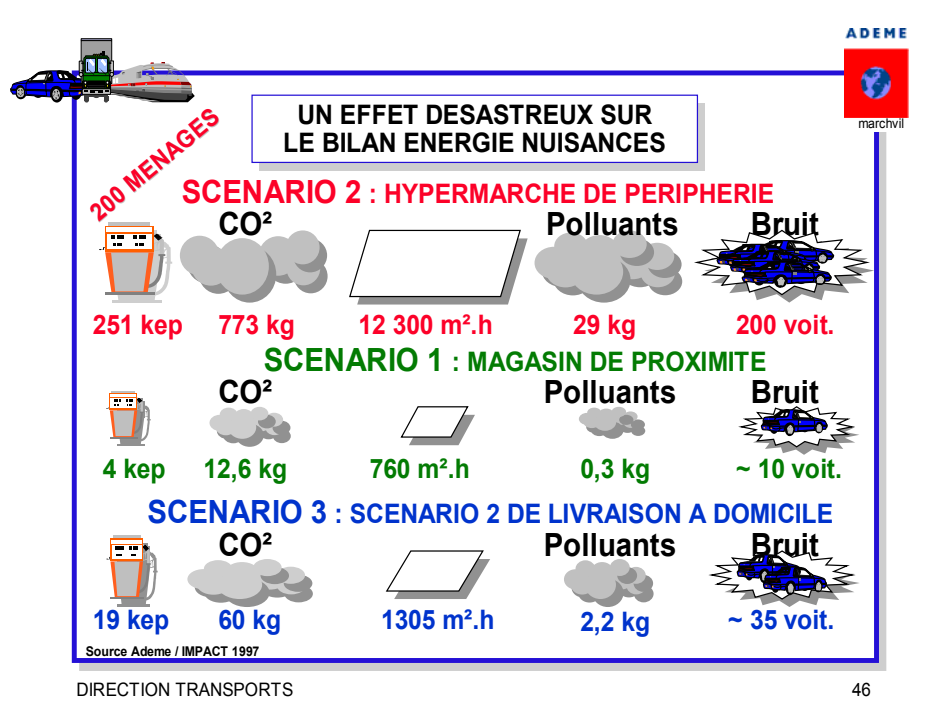 ADEME
marchvil
UN EFFET DESASTREUX SUR
LE BILAN ENERGIE NUISANCES
200 MENAGES
SCENARIO 2 : HYPERMARCHE DE PERIPHERIE
CO² Polluants Bruit
251 kep 773 kg 12 300 m².h 29 kg 200 voit.
SCENARIO 1 : MAGASIN DE PROXIMITE
CO² Polluants Bruit
4 kep 12,6 kg 760 m².h 0,3 kg ~ 10 voit.
SCENARIO 3 : SCENARIO 2 DE LIVRAISON A DOMICILE
CO² Polluants Bruit
19 kep 60 kg 1305 m².h 2,2 kg ~ 35 voit.
Source Ademe / IMPACT 1997
DIRECTION TRANSPORTS 46